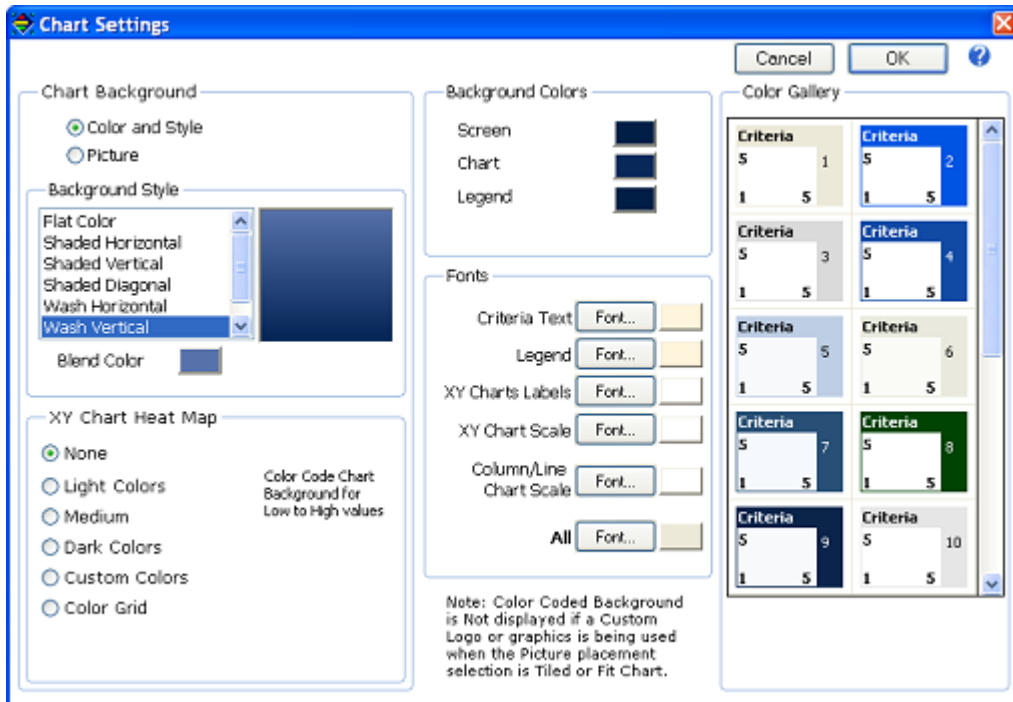 Chart Settings
Cancel
OK
?
Chart Background
Color and Style
Picture
Background Style
Flat Color
Shaded Horizontal
Shaded Vertical
Shaded Diagonal
Wash Horizontal
Wash Vertical
Blend Color
XY Chart Heat Map
None
Light Colors
Medium
Dark Colors
Custom Colors
Color Grid
Color Code Chart
Background for
Low to High values
Background Colors
Screen
Chart
Legend
Fonts
Criteria Text Font...
Legend Font...
XY Charts Labels Font...
XY Chart Scale Font...
Column/Line
Chart Scale Font...
All Font...
Note: Color Coded Background
is Not displayed if a Custom
Logo or graphics is being used
when the Picture placement
selection is Tiled or Fit Chart.
Color Gallery
Criteria
5 1
1 5
Criteria
5 2
1 5
Criteria
5 3
1 5
Criteria
5 4
1 5
Criteria
5 5
1 5
Criteria
5 6
1 5
Criteria
5 7
1 5
Criteria
5 8
1 5
Criteria
5 9
1 5
Criteria
5 10
1 5